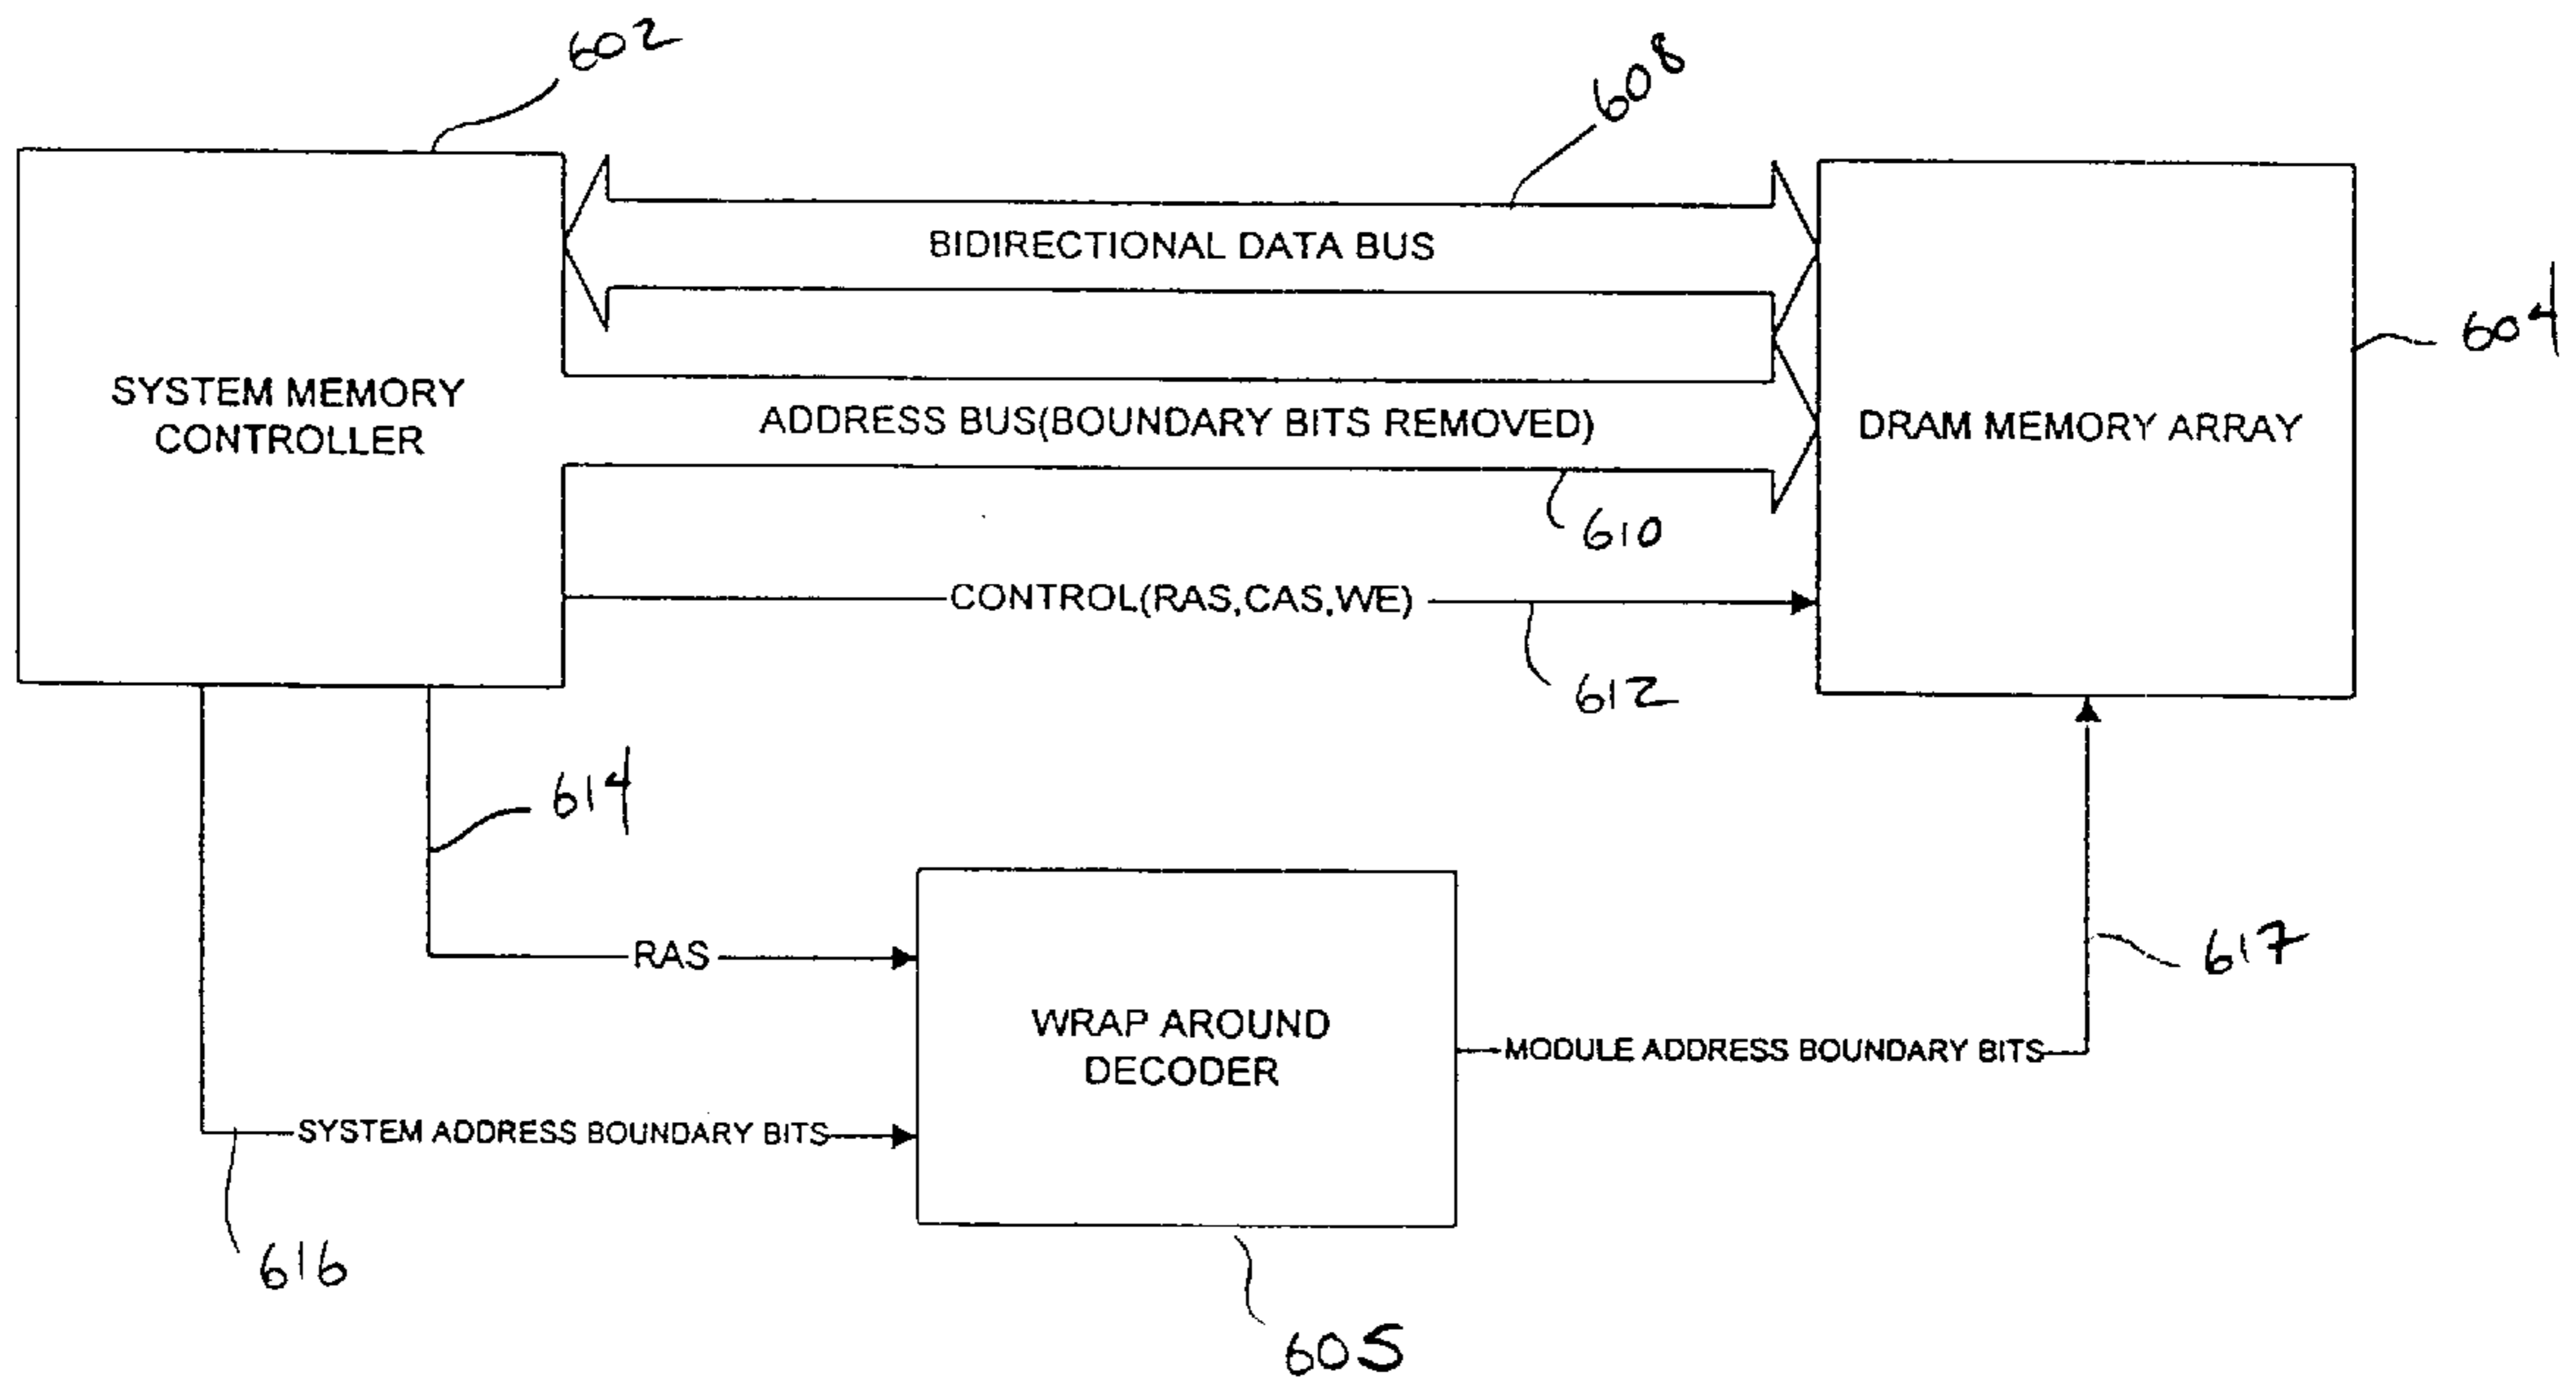 602
608
BIDIRECTIONAL DATA BUS
604
SYSTEM MEMORY
CONTROLLER
ADDRESS BUS(BOUNDARY BITS REMOVED)
DRAM MEMORY ARRAY
610
CONTROL(RAS,CAS,WE)
612
614
RAS
617
WRAP AROUND
DECODER
MODULE ADDRESS BOUNDARY BITS
SYSTEM ADDRESS BOUNDARY BITS
616
605